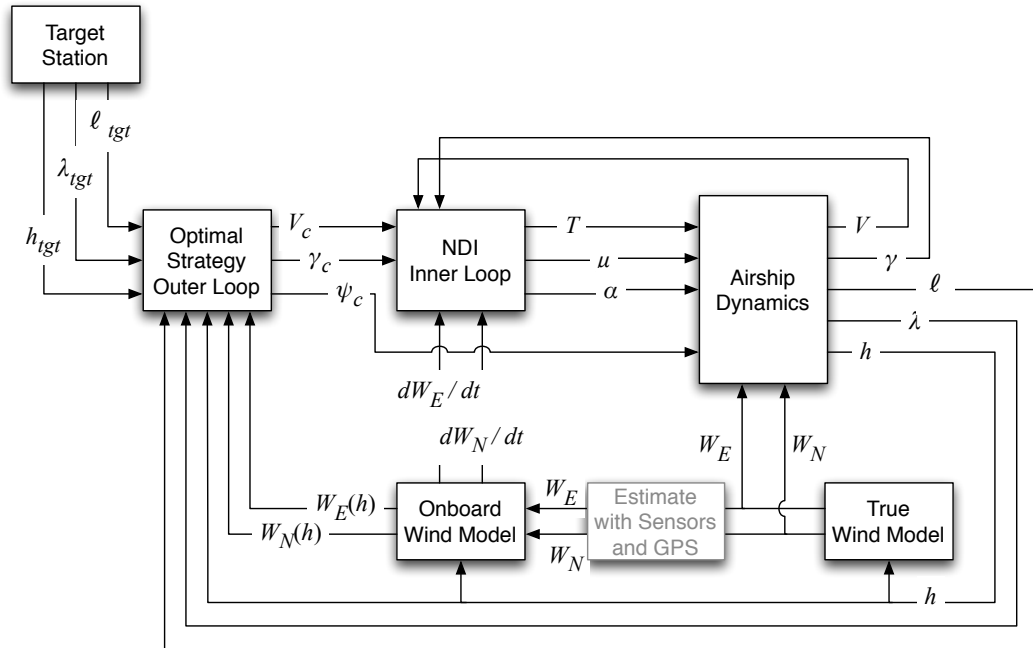 Target
Station
ℓ tgt
λtgt
htgt
Optimal
Strategy
Outer Loop
Vc
γc
ψc
NDI
Inner Loop
T
μ
α
Airship
Dynamics
V
γ
ℓ
λ
h
dWE / dt
dWN / dt
WE
WN
WE(h)
WN(h)
Onboard
Wind Model
WE
WN
Estimate
with Sensors
and GPS
True
Wind Model
h